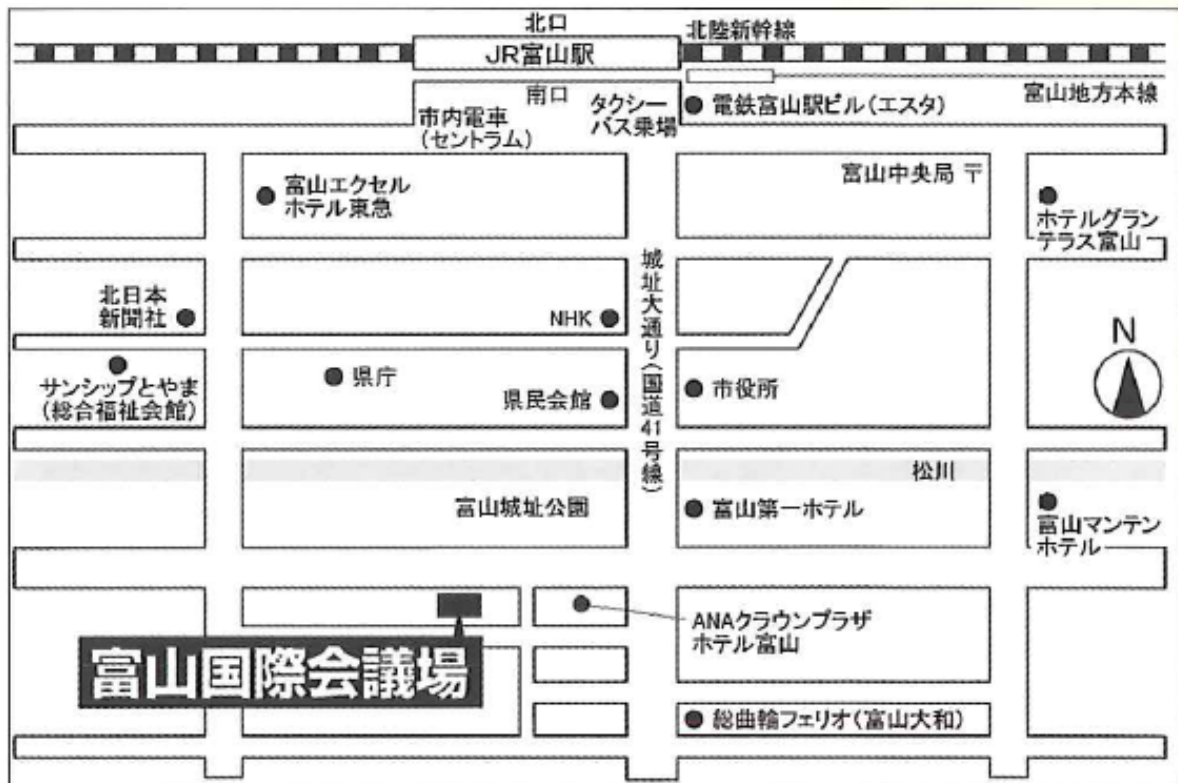 北口
北陸新幹線
JR富山駅
富山地方本線
南口
市内電車
(セントラム)
タクシー
バス乗場
電鉄富山駅ビル(エスタ)
富山中央局 〒
富山エクセル
ホテル東急
ホテルグラン
テラス富山
北日本
新聞社
NHK
城址大通り(国道41号線)
N
サンシップとやま
(総合福祉会館)
県庁
県民会館
市役所
松川
富山城址公園
富山第一ホテル
富山マンテン
ホテル
ANAクラウンプラザ
ホテル富山
富山国際会議場
総曲輪フェリオ(富山大和)